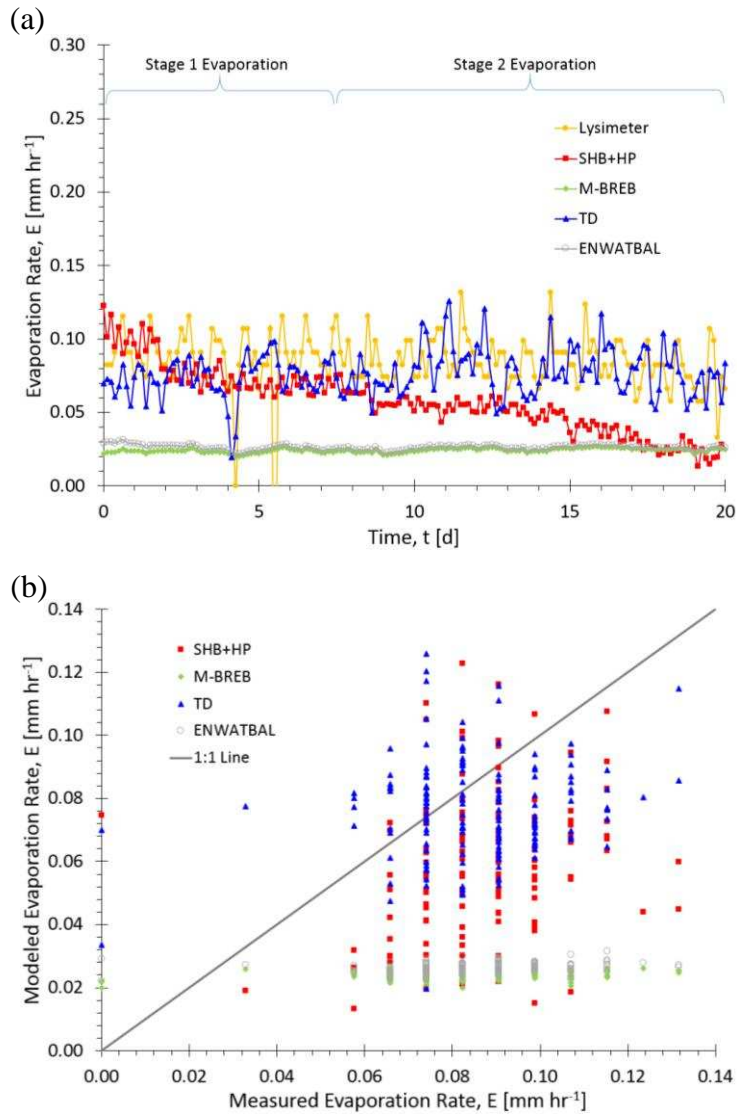 (a)
0.30
0.25
0.20
0.15
0.10
0.05
0.00
Evaporation Rate, E [mm hr⁻¹]
Stage 1 Evaporation
Stage 2 Evaporation
Lysimeter
SHB+HP
M-BREB
TD
ENWATBAL
0
5
10
15
20
Time, t [d]
(b)
0.14
0.12
0.10
0.08
0.06
0.04
0.02
0.00
Modeled Evaporation Rate, E [mm hr⁻¹]
SHB+HP
M-BREB
TD
ENWATBAL
1:1 Line
0.00
0.02
0.04
0.06
0.08
0.10
0.12
0.14
Measured Evaporation Rate, E [mm hr⁻¹]